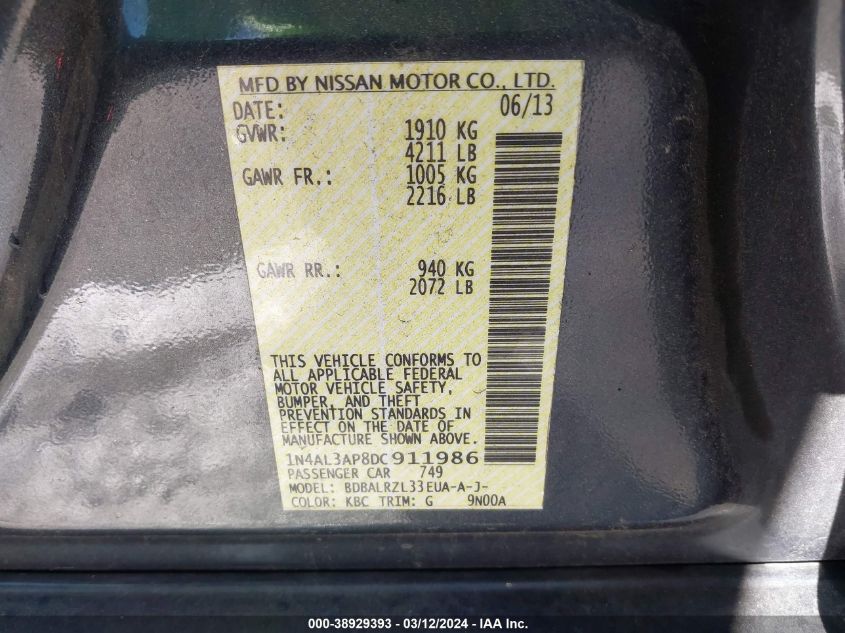 MFD BY NISSAN MOTOR CO., LTD.
DATE: 06/13
GVWR: 1910 KG
4211 LB
GAWR FR.: 1005 KG
2216 LB
GAWR RR.: 940 KG
2072 LB
THIS VEHICLE CONFORMS TO
ALL APPLICABLE FEDERAL
MOTOR VEHICLE SAFETY,
BUMPER, AND THEFT
PREVENTION STANDARDS IN
EFFECT ON THE DATE OF
MANUFACTURE SHOWN ABOVE.
1N4AL3AP8DC911986
PASSENGER CAR 749
MODEL: BDBALRZL33EUA-A-J-
COLOR: KBC TRIM: G 9N00A
000-38929393 - 03/12/2024 - IAA Inc.